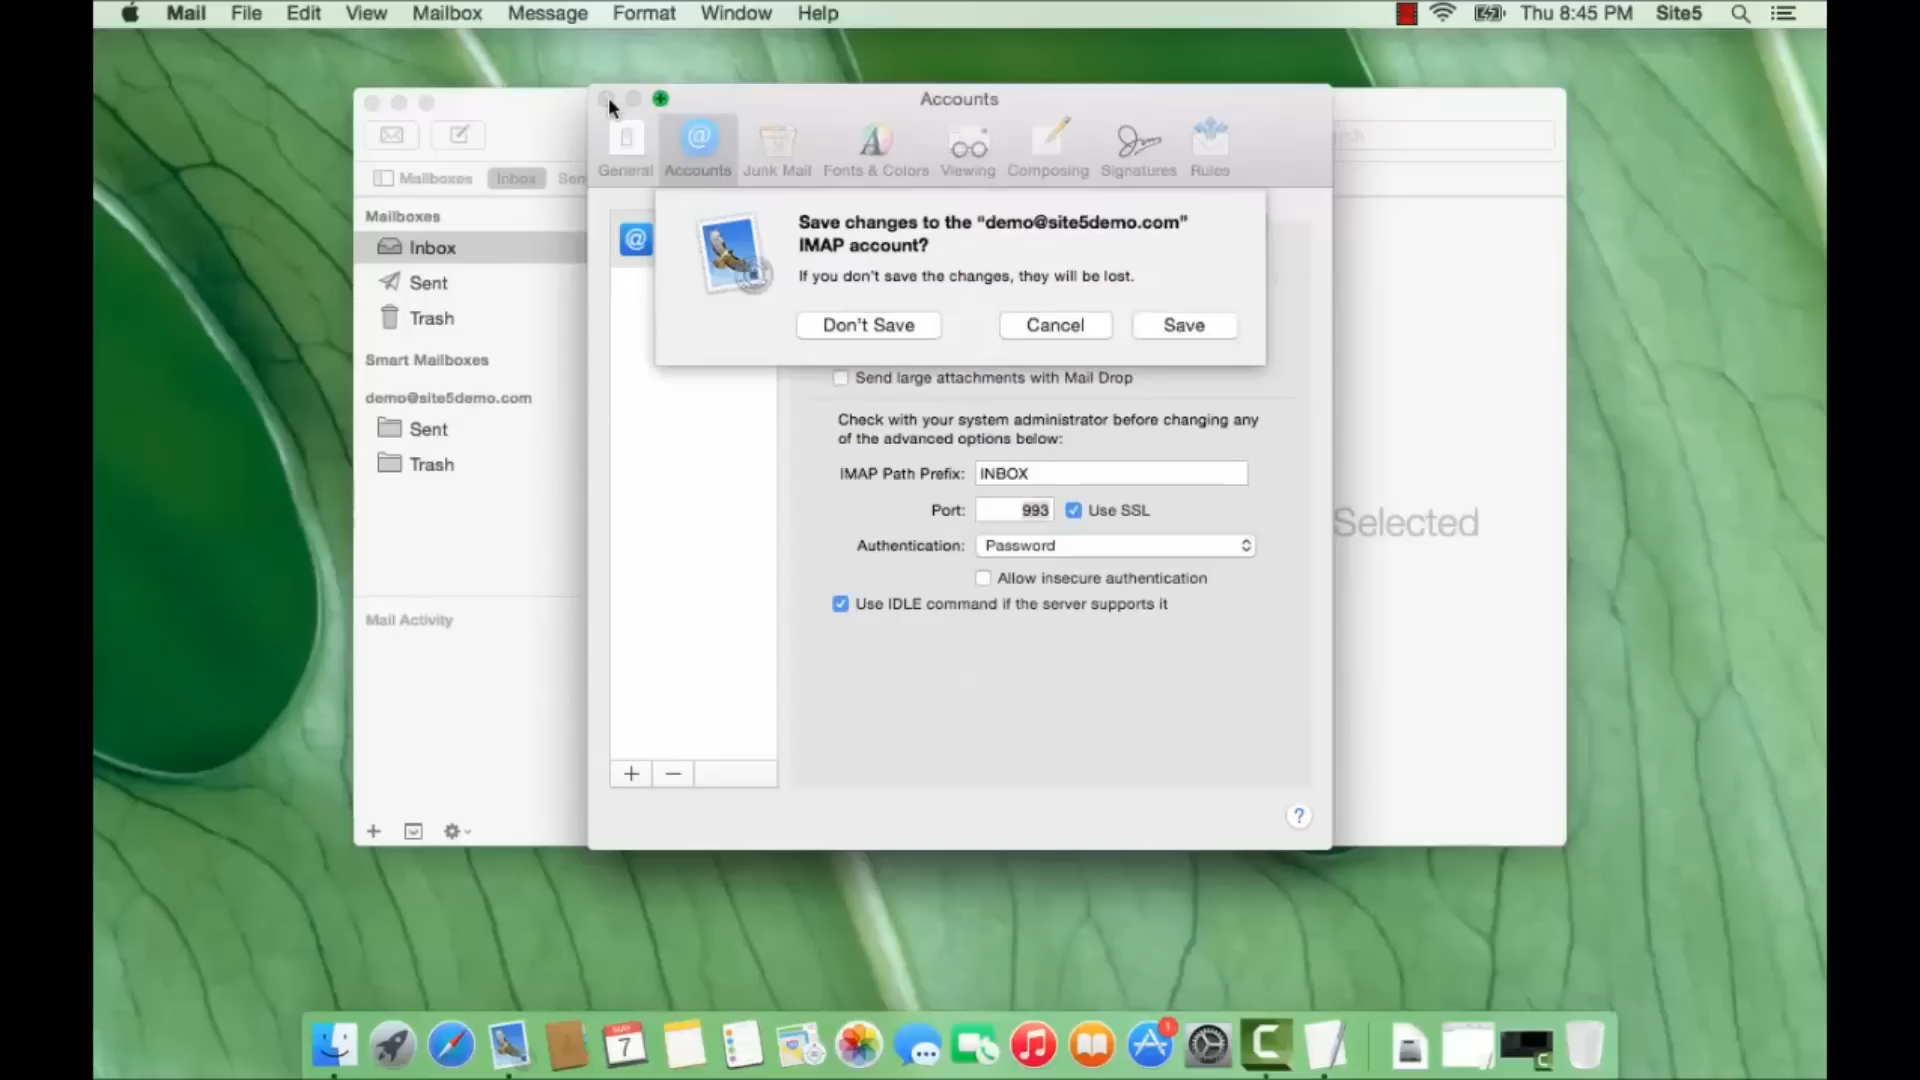 Mail File Edit View Mailbox Message Format Window Help Thu 8:45 PM Site5
Accounts
General Accounts Junk Mail Fonts & Colors Viewing Composing Signatures Rules
Mailboxes Inbox Sen
Mailboxes
Inbox
Sent
Trash
Smart Mailboxes
demo@site5demo.com
Sent
Trash
Mail Activity
Save changes to the “demo@site5demo.com”
IMAP account?
If you don’t save the changes, they will be lost.
Don’t Save Cancel Save
Send large attachments with Mail Drop
Check with your system administrator before changing any
of the advanced options below:
IMAP Path Prefix: INBOX
Port: 993 Use SSL
Authentication: Password
Allow insecure authentication
Use IDLE command if the server supports it
Selected
MAY
7
1